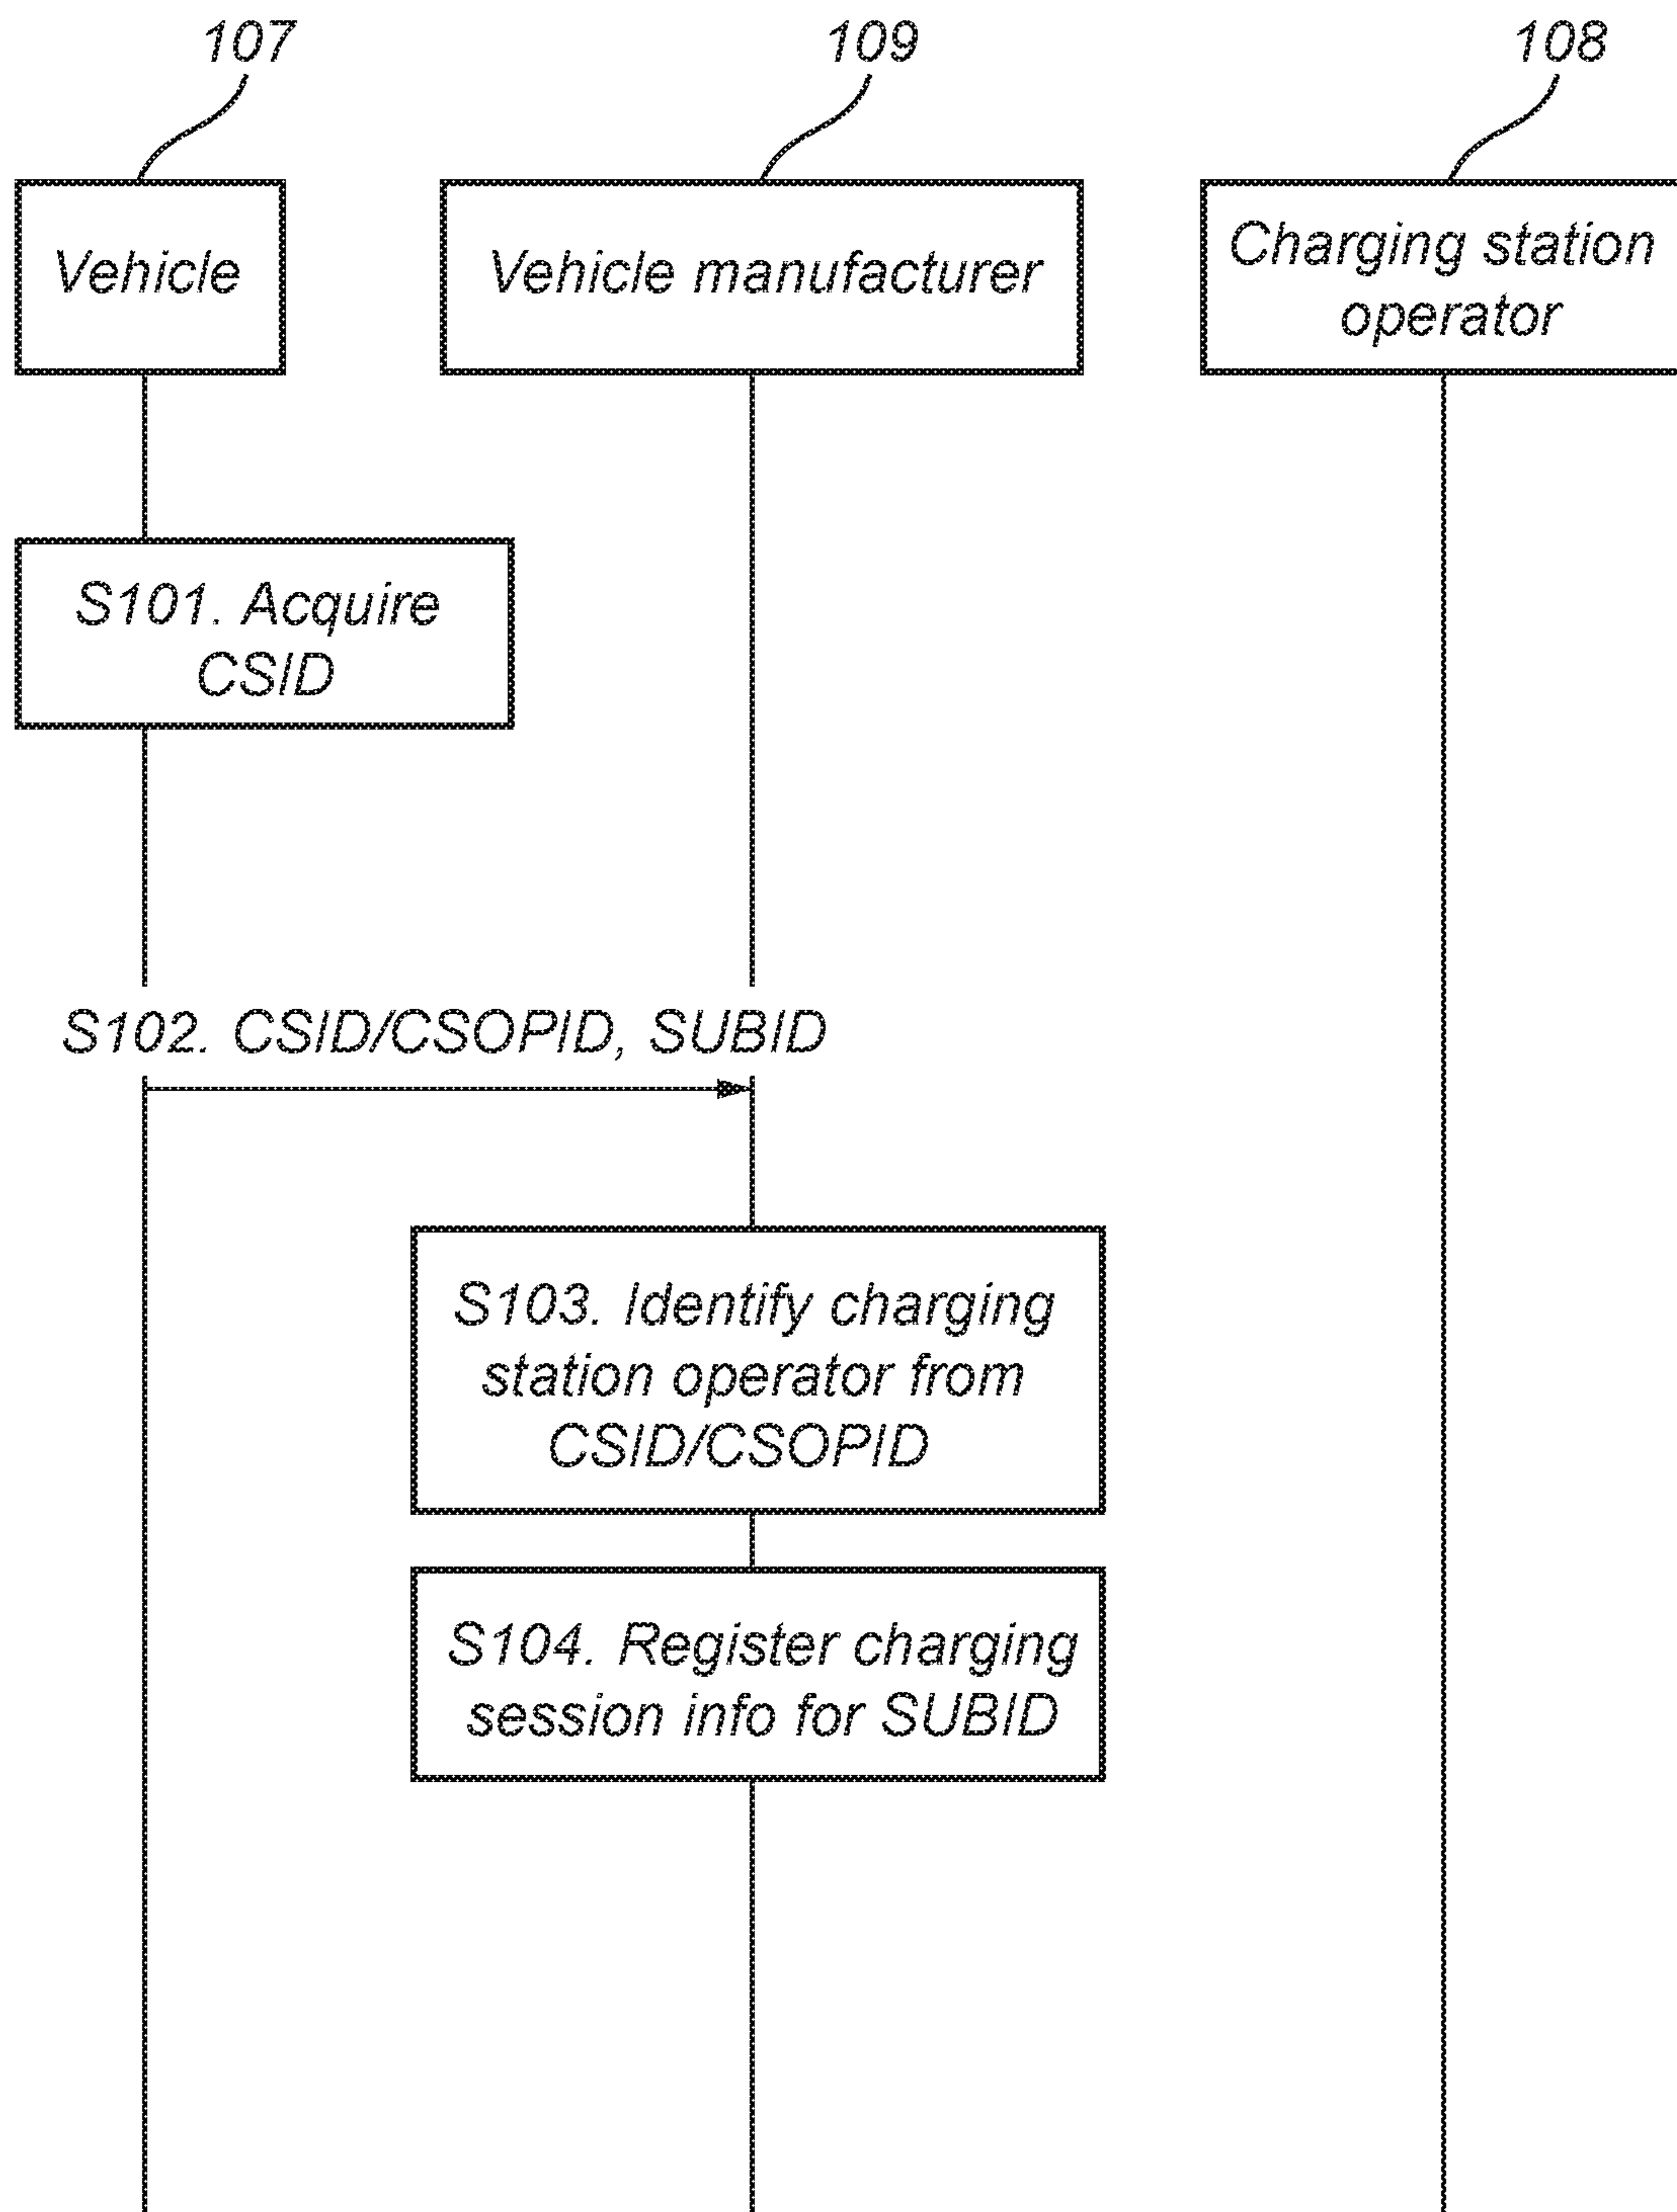 107
109
108
Vehicle
Vehicle manufacturer
Charging station
operator
S101. Acquire
CSID
S102. CSID/CSOPID, SUBID
S103. Identify charging
station operator from
CSID/CSOPID
S104. Register charging
session info for SUBID